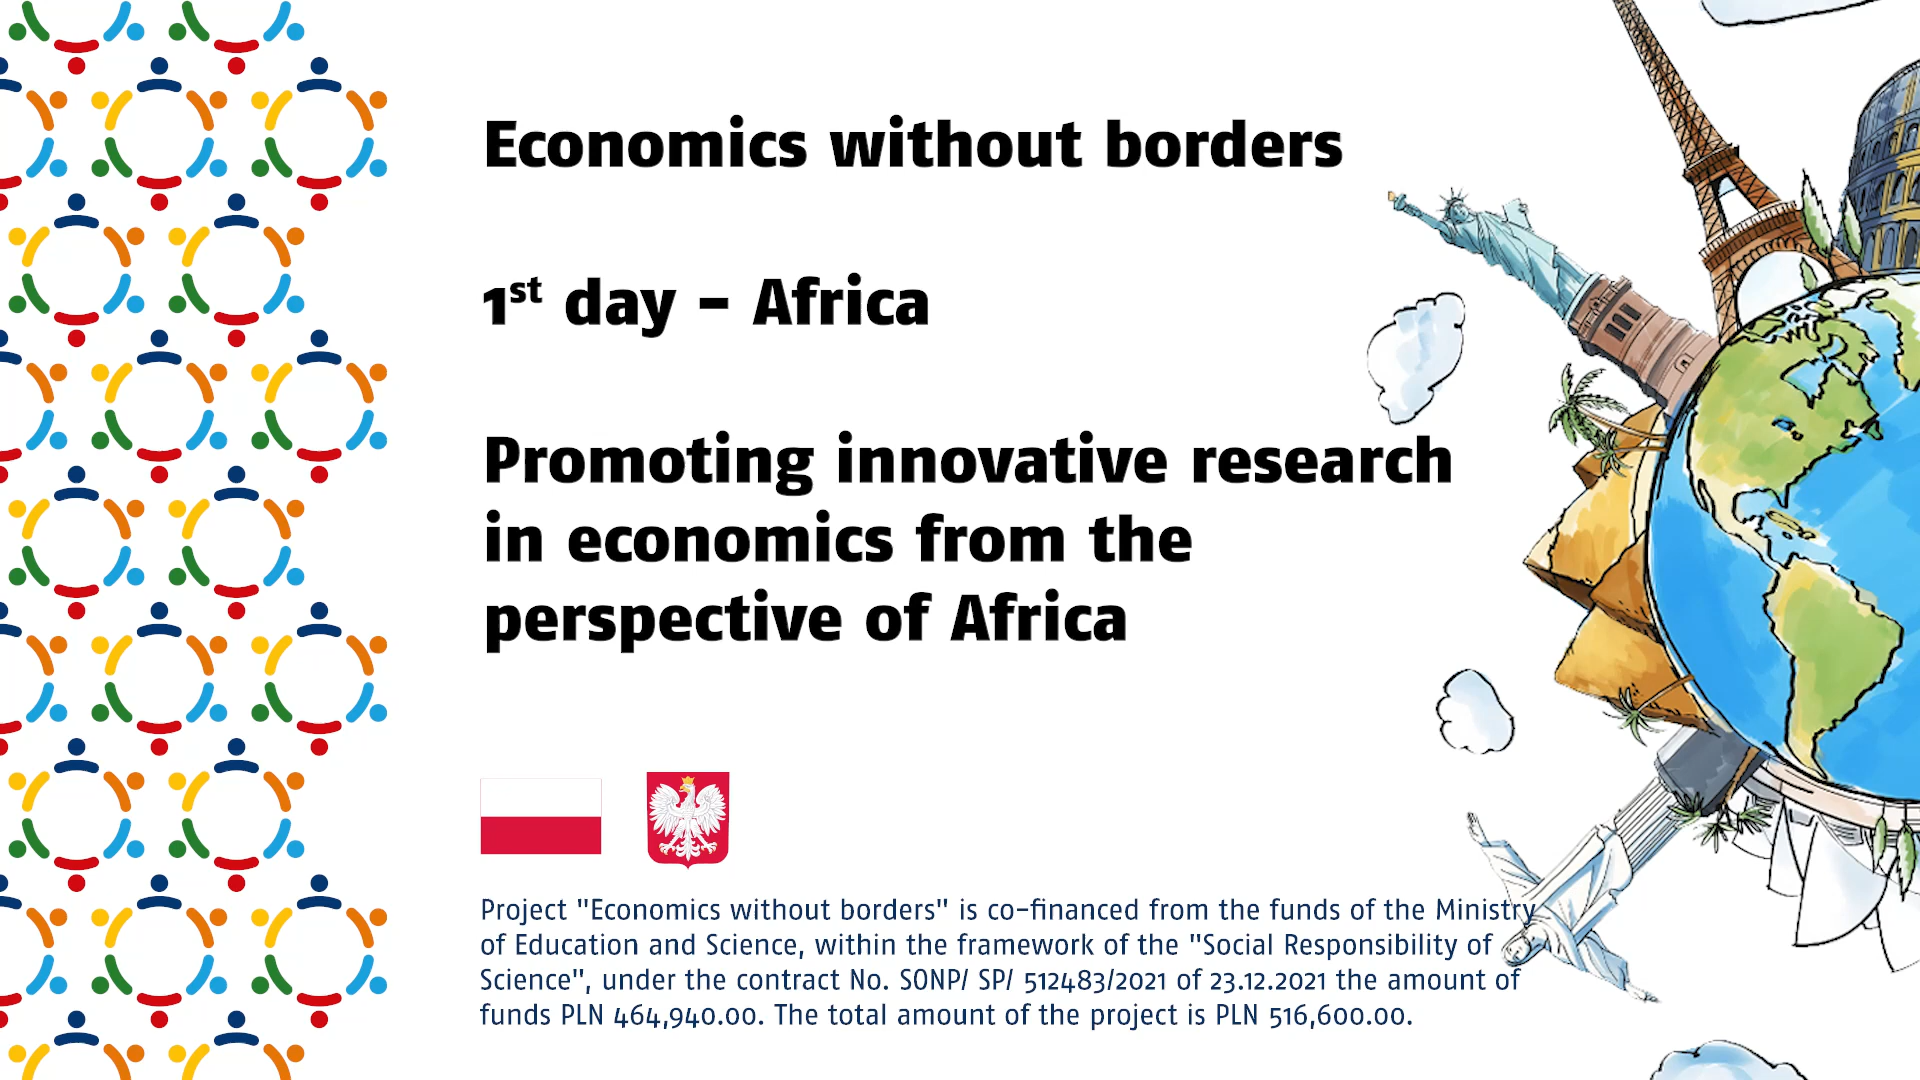 Economics without borders
1st day – Africa
Promoting innovative research
in economics from the
perspective of Africa
Project "Economics without borders" is co-financed from the funds of the Ministry
of Education and Science, within the framework of the "Social Responsibility of
Science", under the contract No. SONP/ SP/ 512483/2021 of 23.12.2021 the amount of
funds PLN 464,940.00. The total amount of the project is PLN 516,600.00.